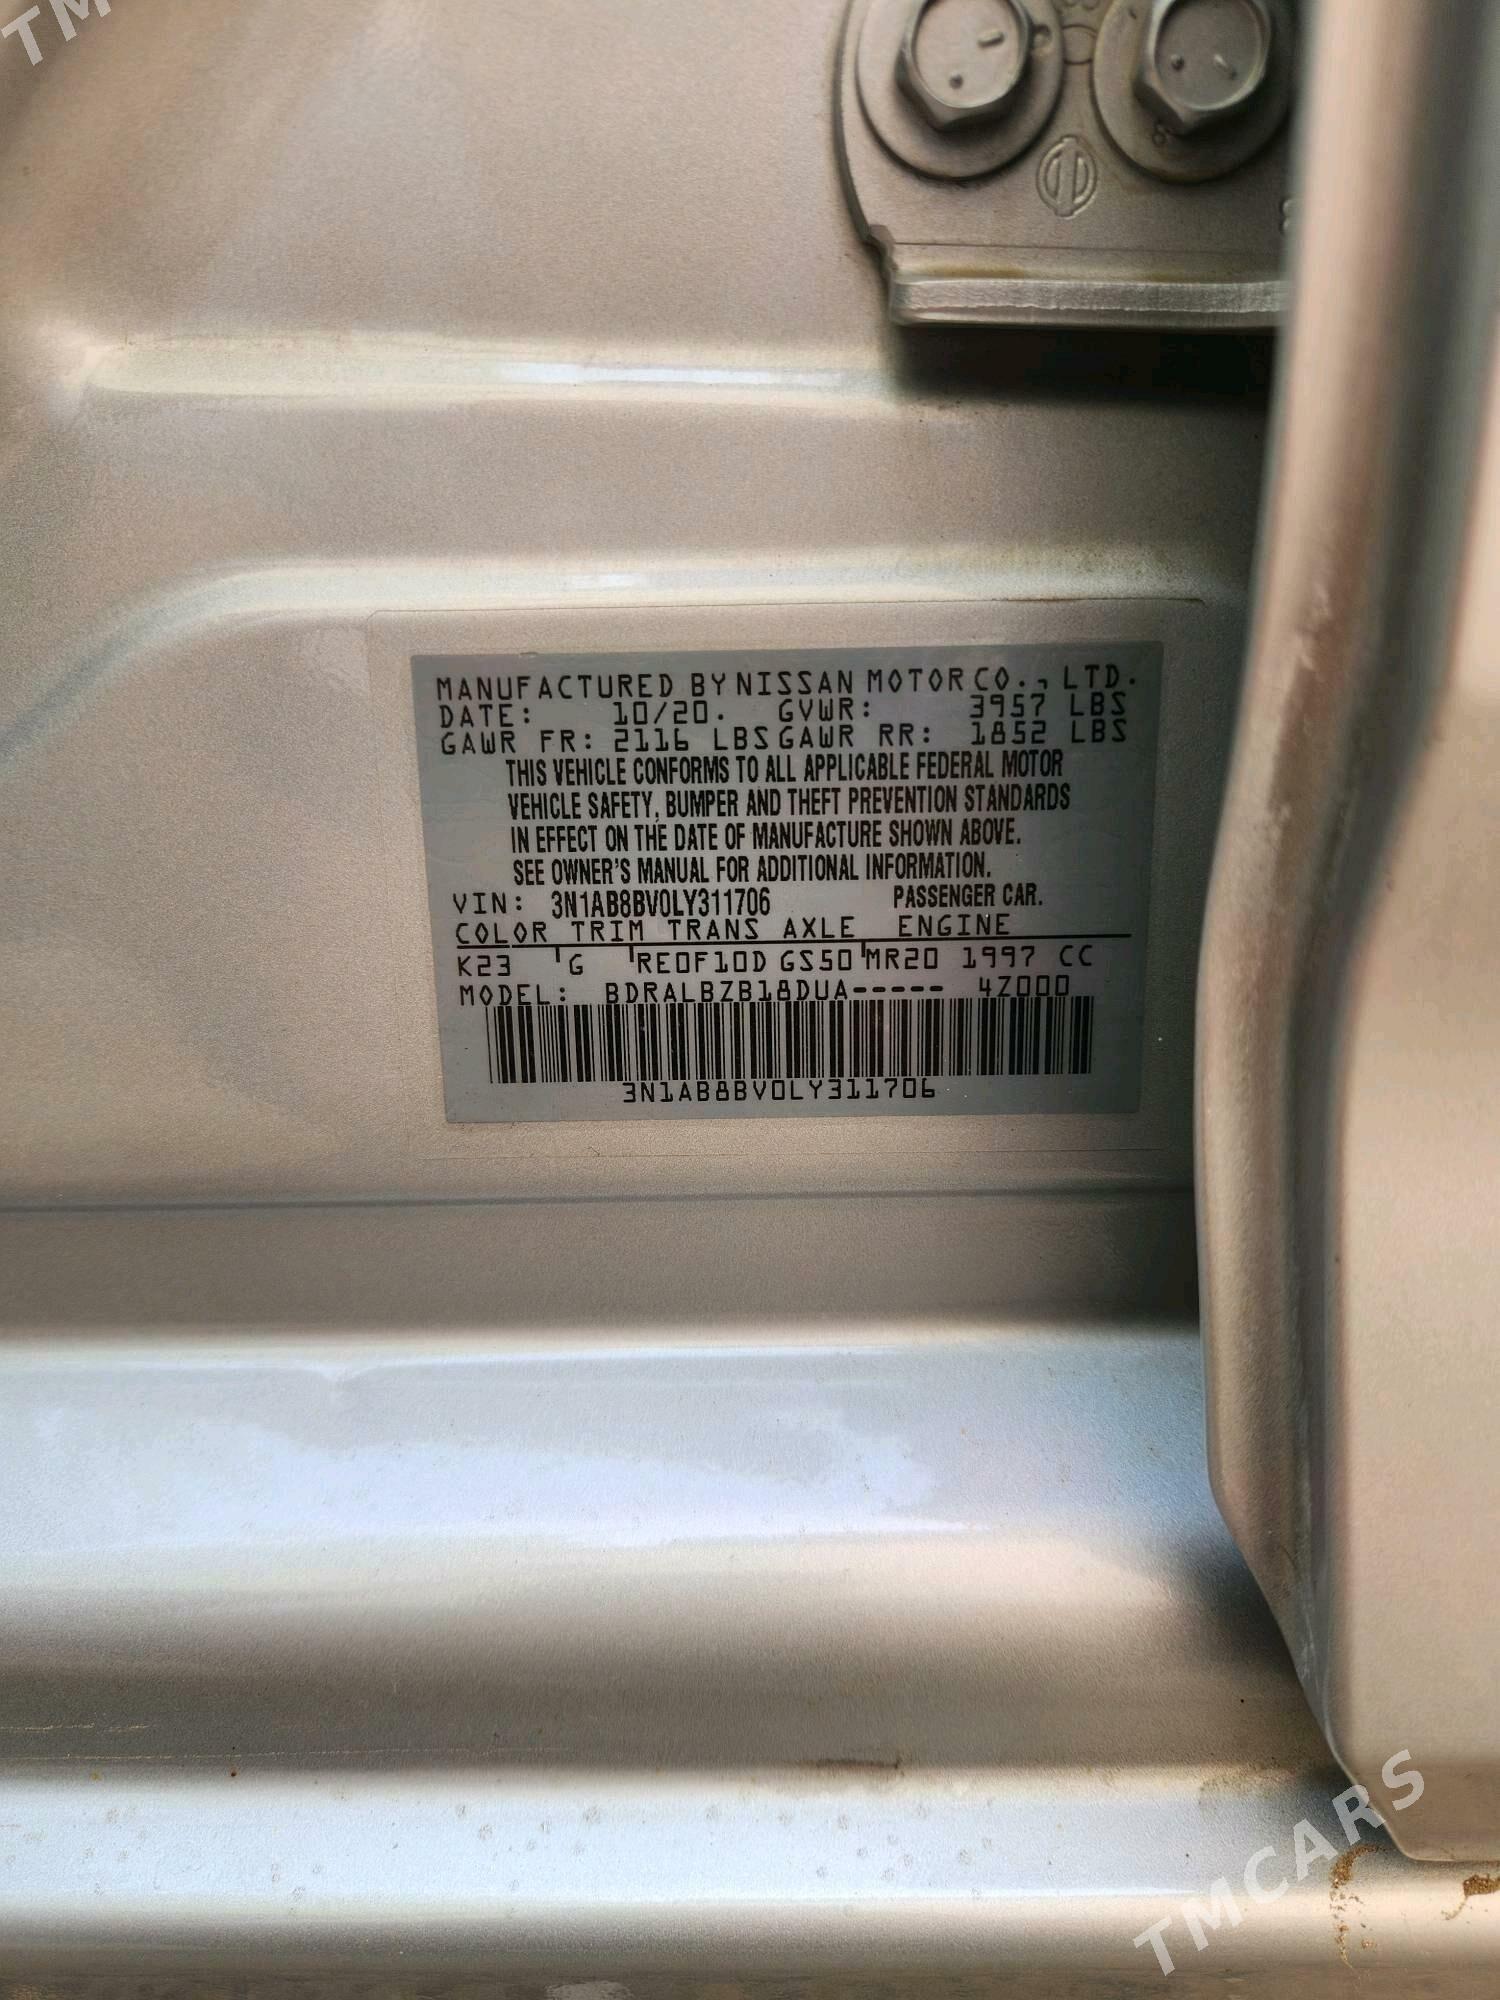 TM
MANUFACTURED BY NISSAN MOTOR CO., LTD.
DATE: 10/20. GVWR: 3957 LBS
GAWR FR: 2116 LBS GAWR RR: 1852 LBS
THIS VEHICLE CONFORMS TO ALL APPLICABLE FEDERAL MOTOR
VEHICLE SAFETY, BUMPER AND THEFT PREVENTION STANDARDS
IN EFFECT ON THE DATE OF MANUFACTURE SHOWN ABOVE.
SEE OWNER'S MANUAL FOR ADDITIONAL INFORMATION.
VIN: 3N1AB8BV0LY311706 PASSENGER CAR.
COLOR TRIM TRANS AXLE ENGINE
K23 G RE0F10D GS50 MR20 1997 CC
MODEL: BDRALBZB18DUA----- 4Z000
3N1AB8BV0LY311706
TMCARS